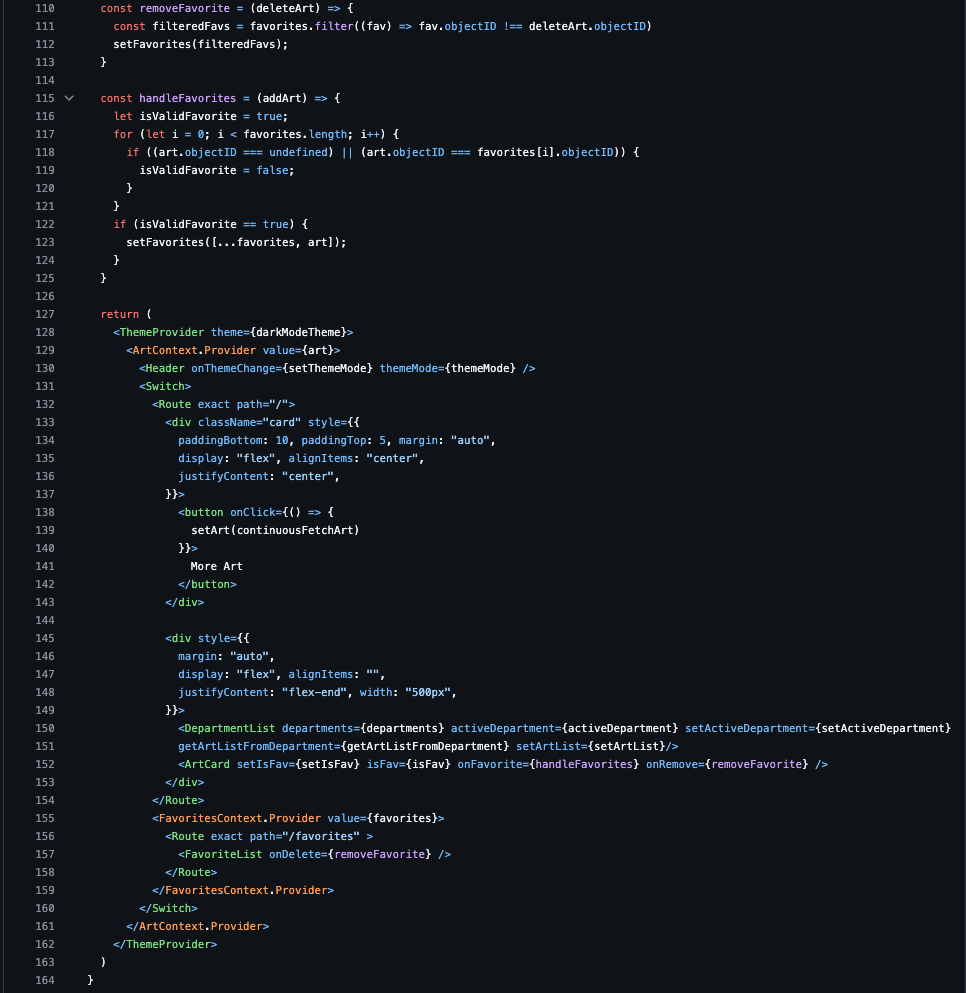 110 const removeFavorite = (deleteArt) => {
111 const filteredFavs = favorites.filter((fav) => fav.objectID !== deleteArt.objectID)
112 setFavorites(filteredFavs);
113 }
114
115 const handleFavorites = (addArt) => {
116 let isValidFavorite = true;
117 for (let i = 0; i < favorites.length; i++) {
118 if ((art.objectID === undefined) || (art.objectID === favorites[i].objectID)) {
119 isValidFavorite = false;
120 }
121 }
122 if (isValidFavorite == true) {
123 setFavorites([...favorites, art]);
124 }
125 }
126
127 return (
128 <ThemeProvider theme={darkModeTheme}>
129 <ArtContext.Provider value={art}>
130 <Header onThemeChange={setThemeMode} themeMode={themeMode} />
131 <Switch>
132 <Route exact path="/">
133 <div className="card" style={{
134 paddingBottom: 10, paddingTop: 5, margin: "auto",
135 display: "flex", alignItems: "center",
136 justifyContent: "center",
137 }}>
138 <button onClick={() => {
139 setArt(continuousFetchArt)
140 }}>
141 More Art
142 </button>
143 </div>
144
145 <div style={{
146 margin: "auto",
147 display: "flex", alignItems: "",
148 justifyContent: "flex-end", width: "500px",
149 }}>
150 <DepartmentList departments={departments} activeDepartment={activeDepartment} setActiveDepartment={setActiveDepartment}
151 getArtListFromDepartment={getArtListFromDepartment} setArtList={setArtList}/>
152 <ArtCard setIsFav={setIsFav} isFav={isFav} onFavorite={handleFavorites} onRemove={removeFavorite} />
153 </div>
154 </Route>
155 <FavoritesContext.Provider value={favorites}>
156 <Route exact path="/favorites" >
157 <FavoriteList onDelete={removeFavorite} />
158 </Route>
159 </FavoritesContext.Provider>
160 </Switch>
161 </ArtContext.Provider>
162 </ThemeProvider>
163 )
164 }